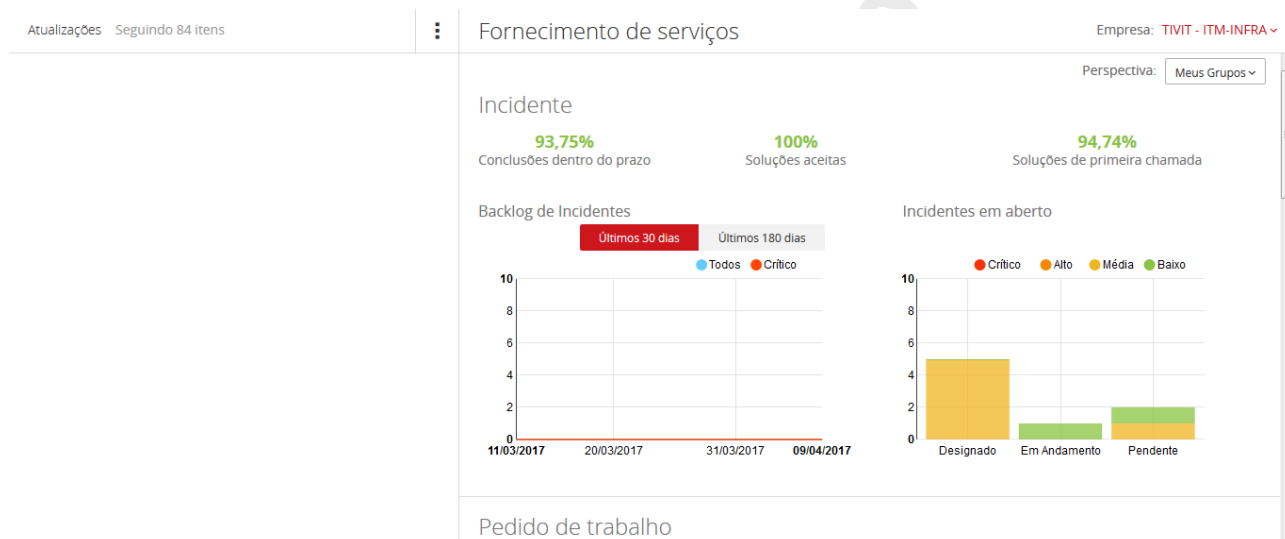 Atualizações Seguindo 84 itens
Fornecimento de serviços
Empresa: TIVIT - ITM-INFRA
Perspectiva: Meus Grupos
Incidente
93,75%
Conclusões dentro do prazo
100%
Soluções aceitas
94,74%
Soluções de primeira chamada
Backlog de Incidentes
Últimos 30 dias Últimos 180 dias
Todos Crítico
10
8
6
4
2
0
11/03/2017 20/03/2017 31/03/2017 09/04/2017
Incidentes em aberto
Crítico Alto Média Baixo
10
8
6
4
2
0
Designado Em Andamento Pendente
Pedido de trabalho